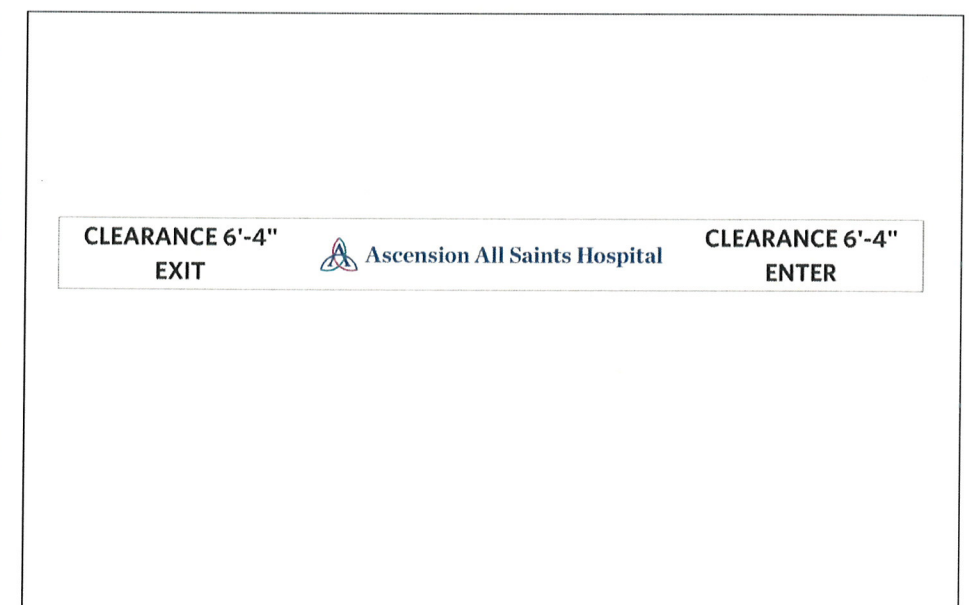 CLEARANCE 6'-4"
EXIT
Ascension All Saints Hospital
CLEARANCE 6'-4"
ENTER